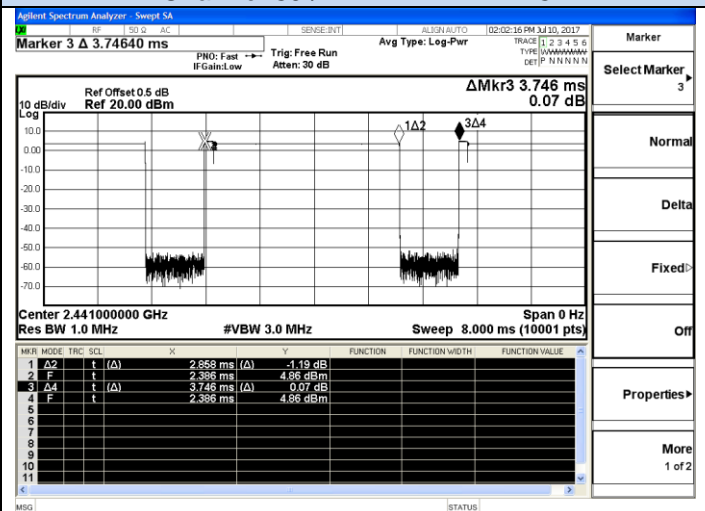 Agilent Spectrum Analyzer - Swept SA
RF 50 Ω AC SENSE:INT ALIGN AUTO 02:02:16 PM Jul 10, 2017
Marker 3 Δ 3.74640 ms
PNO: Fast Trig: Free Run Avg Type: Log-Pwr TRACE 1 2 3 4 5 6
TYPE
IFGain:Low Atten: 30 dB DET P N N N N N
Marker
Select Marker
3
Normal
Delta
Fixed
Off
Properties
More
1 of 2
ΔMkr3 3.746 ms
0.07 dB
Ref Offset 0.5 dB
10 dB/div Ref 20.00 dBm
Log
10.0
0.00
-10.0
-20.0
-30.0
-40.0
-50.0
-60.0
-70.0
1Δ2
3Δ4
Center 2.441000000 GHz Span 0 Hz
Res BW 1.0 MHz #VBW 3.0 MHz Sweep 8.000 ms (10001 pts)
MKR MODE TRC SCL X Y FUNCTION FUNCTION WIDTH FUNCTION VALUE
1 Δ2 t (Δ) 2.858 ms (Δ) -1.19 dB
2 F t 2.386 ms 4.86 dBm
3 Δ4 t (Δ) 3.746 ms (Δ) 0.07 dB
4 F t 2.386 ms 4.86 dBm
5
6
7
8
9
10
11
MSG STATUS